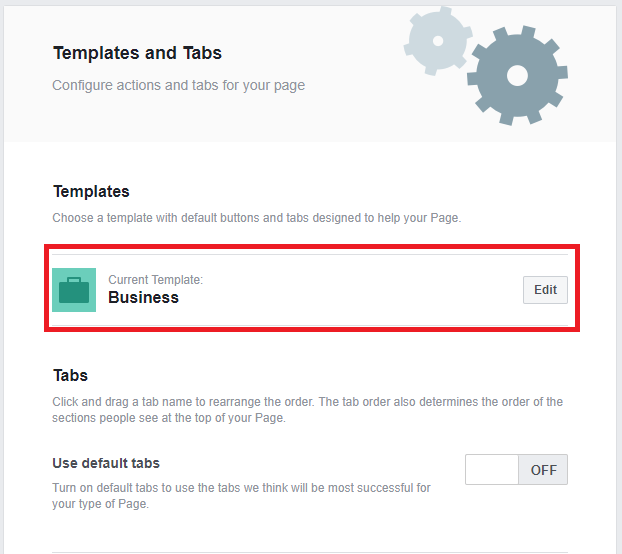 Templates and Tabs
Configure actions and tabs for your page
Templates
Choose a template with default buttons and tabs designed to help your Page.
Current Template:
Business
Edit
Tabs
Click and drag a tab name to rearrange the order. The tab order also determines the order of the
sections people see at the top of your Page.
Use default tabs
OFF
Turn on default tabs to use the tabs we think will be most successful for
your type of Page.